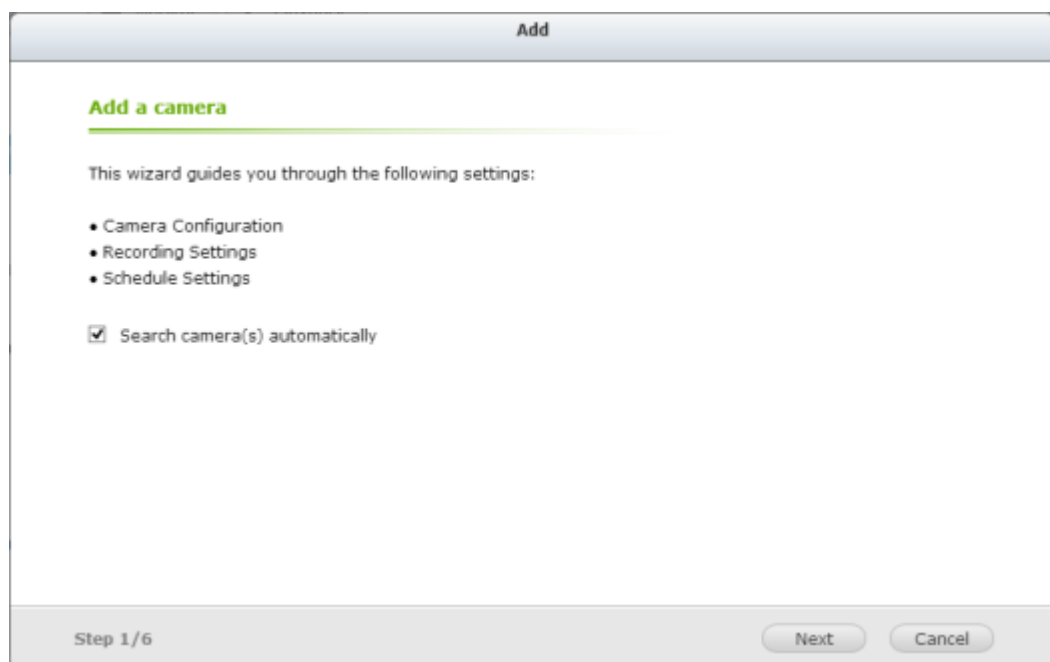 Add
Add a camera
This wizard guides you through the following settings:
• Camera Configuration
• Recording Settings
• Schedule Settings
Search camera(s) automatically
Step 1/6
Next
Cancel